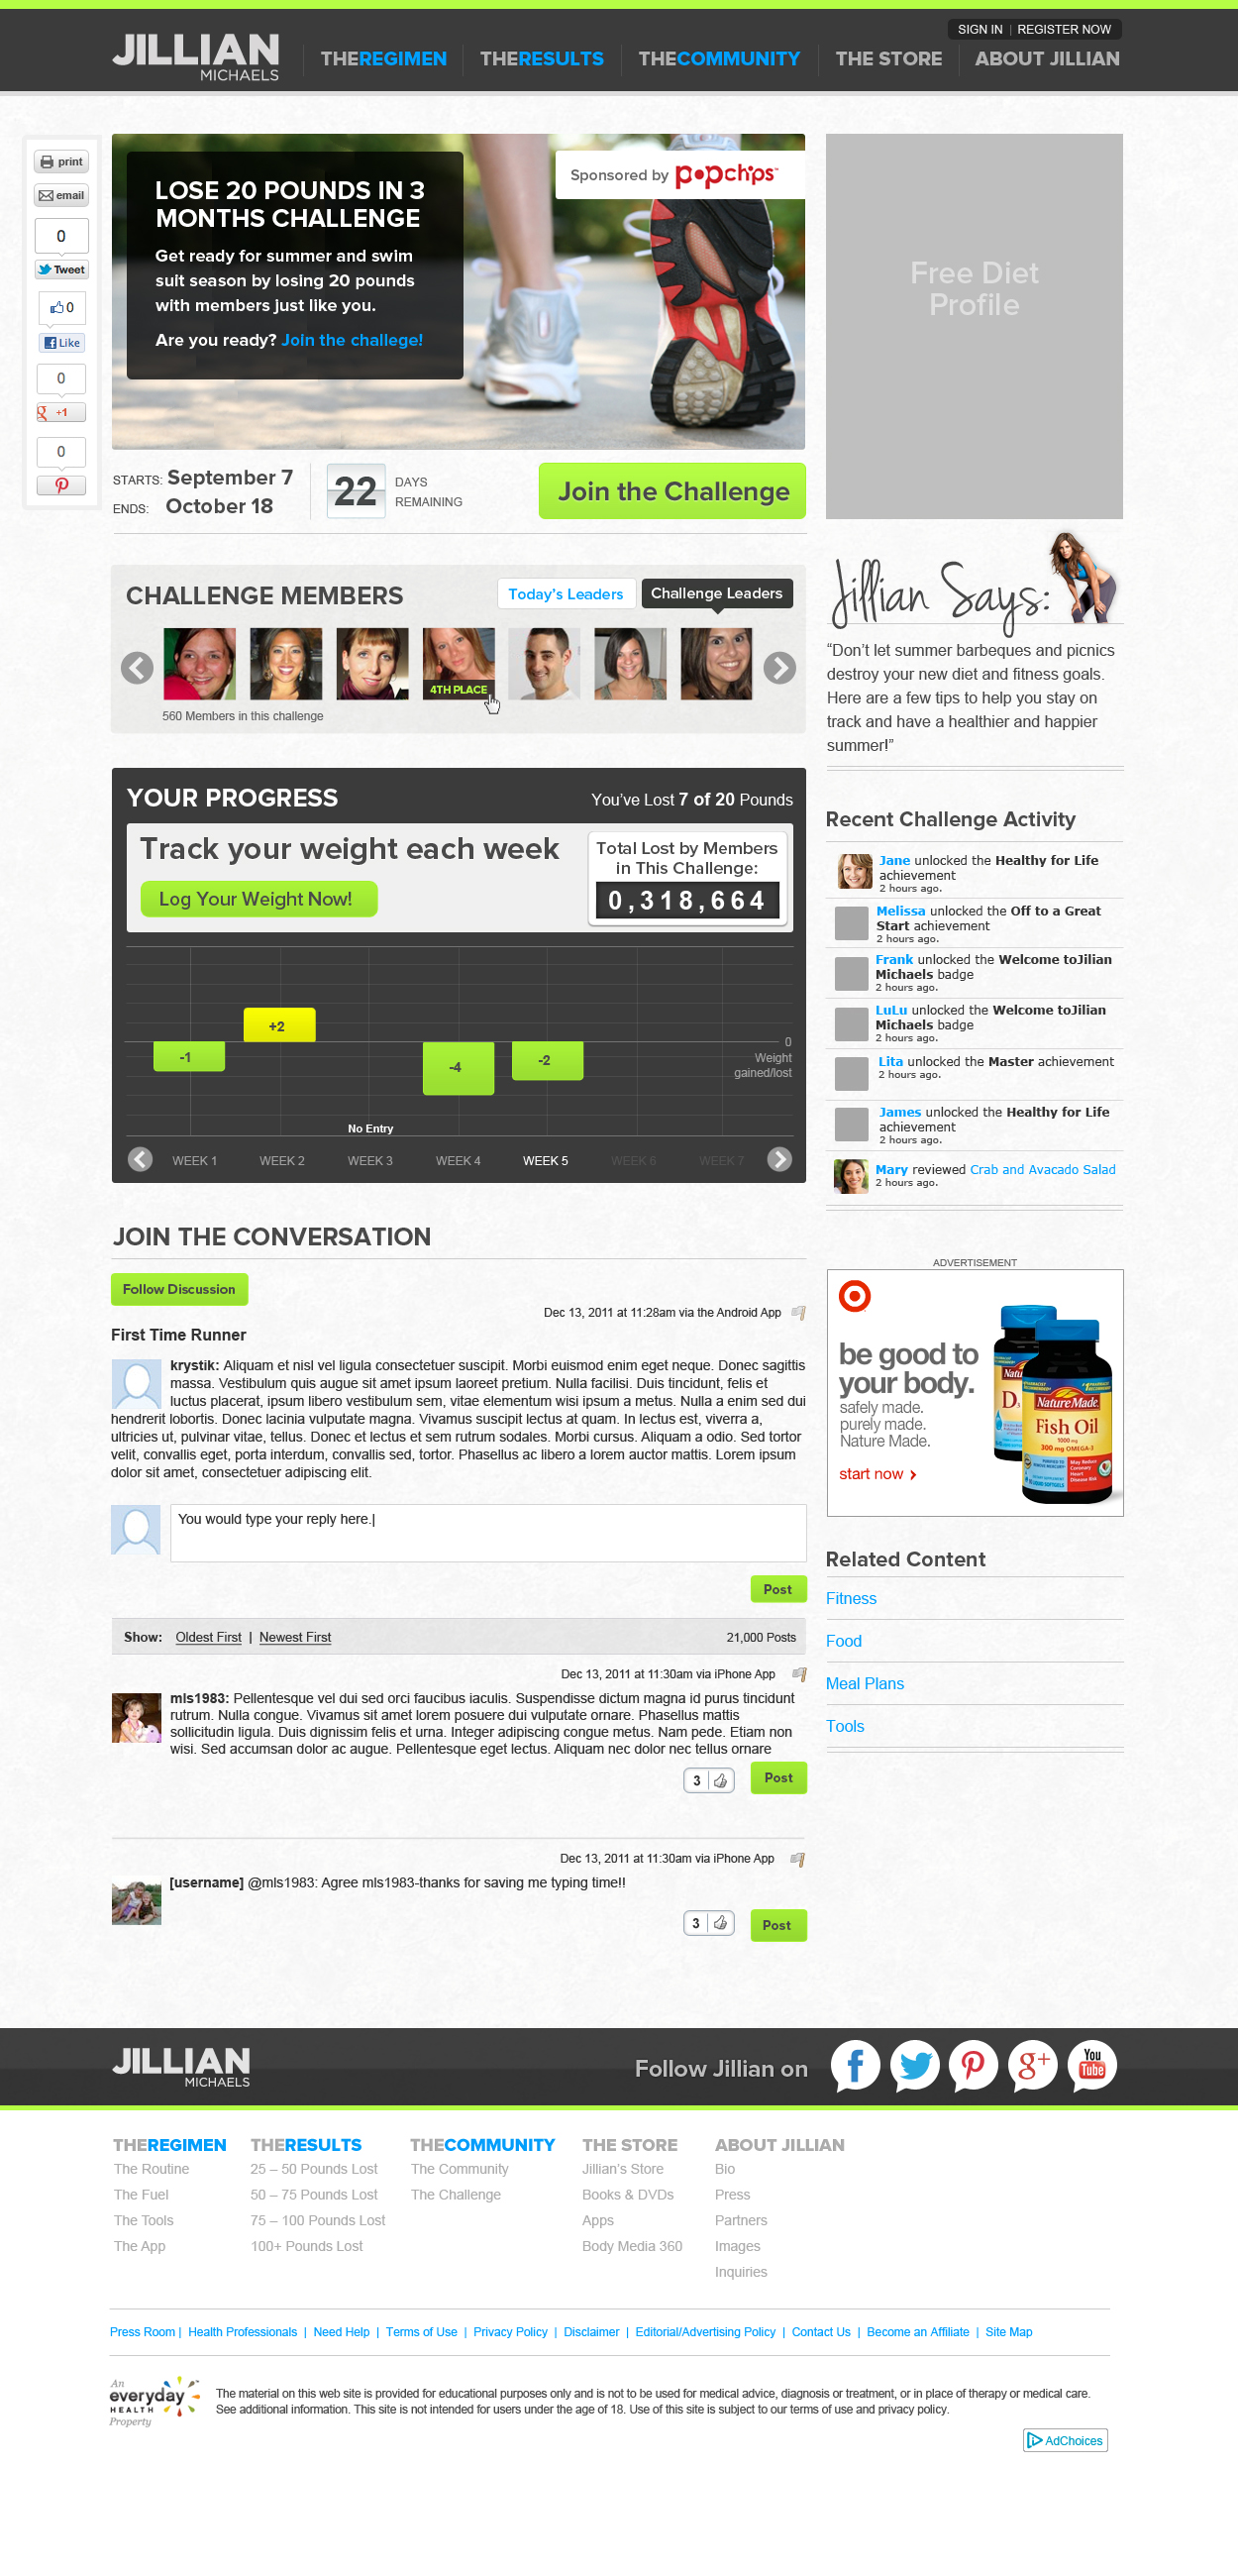 SIGN IN | REGISTER NOW
JILLIAN
MICHAELS
THEREGIMEN
THERESULTS
THECOMMUNITY
THE STORE
ABOUT JILLIAN
print
email
0
Tweet
0
Like
0
+1
0
LOSE 20 POUNDS IN 3
MONTHS CHALLENGE
Get ready for summer and swim
suit season by losing 20 pounds
with members just like you.
Are you ready? Join the challege!
Sponsored by popchips™
Free Diet
Profile
STARTS: September 7
ENDS: October 18
22
DAYS
REMAINING
Join the Challenge
CHALLENGE MEMBERS
Today's Leaders
Challenge Leaders
4TH PLACE
560 Members in this challenge
Jillian Says:
“Don’t let summer barbeques and picnics
destroy your new diet and fitness goals.
Here are a few tips to help you stay on
track and have a healthier and happier
summer!”
YOUR PROGRESS
You’ve Lost 7 of 20 Pounds
Track your weight each week
Log Your Weight Now!
Total Lost by Members
in This Challenge:
0,318,664
+2
-1
-4
-2
0
Weight
gained/lost
No Entry
WEEK 1
WEEK 2
WEEK 3
WEEK 4
WEEK 5
WEEK 6
WEEK 7
Recent Challenge Activity
Jane unlocked the Healthy for Life
achievement
2 hours ago.
Melissa unlocked the Off to a Great
Start achievement
2 hours ago.
Frank unlocked the Welcome toJilian
Michaels badge
2 hours ago.
LuLu unlocked the Welcome toJilian
Michaels badge
2 hours ago.
Lita unlocked the Master achievement
2 hours ago.
James unlocked the Healthy for Life
achievement
2 hours ago.
Mary reviewed Crab and Avacado Salad
2 hours ago.
JOIN THE CONVERSATION
Follow Discussion
Dec 13, 2011 at 11:28am via the Android App
First Time Runner
krystik: Aliquam et nisl vel ligula consectetuer suscipit. Morbi euismod enim eget neque. Donec sagittis
massa. Vestibulum quis augue sit amet ipsum laoreet pretium. Nulla facilisi. Duis tincidunt, felis et
luctus placerat, ipsum libero vestibulum sem, vitae elementum wisi ipsum a metus. Nulla a enim sed dui
hendrerit lobortis. Donec lacinia vulputate magna. Vivamus suscipit lectus at quam. In lectus est, viverra a,
ultricies ut, pulvinar vitae, tellus. Donec et lectus et sem rutrum sodales. Morbi cursus. Aliquam a odio. Sed tortor
velit, convallis eget, porta interdum, convallis sed, tortor. Phasellus ac libero a lorem auctor mattis. Lorem ipsum
dolor sit amet, consectetuer adipiscing elit.
You would type your reply here.|
Post
Show: Oldest First | Newest First
21,000 Posts
Dec 13, 2011 at 11:30am via iPhone App
mls1983: Pellentesque vel dui sed orci faucibus iaculis. Suspendisse dictum magna id purus tincidunt
rutrum. Nulla congue. Vivamus sit amet lorem posuere dui vulputate ornare. Phasellus mattis
sollicitudin ligula. Duis dignissim felis et urna. Integer adipiscing congue metus. Nam pede. Etiam non
wisi. Sed accumsan dolor ac augue. Pellentesque eget lectus. Aliquam nec dolor nec tellus ornare
3
Post
Dec 13, 2011 at 11:30am via iPhone App
[username] @mls1983: Agree mls1983-thanks for saving me typing time!!
3
Post
ADVERTISEMENT
be good to
your body.
safely made.
purely made.
Nature Made.
start now
Nature Made
Fish Oil
1000 mg
300 mg OMEGA-3
Related Content
Fitness
Food
Meal Plans
Tools
JILLIAN
MICHAELS
Follow Jillian on
You
Tube
THEREGIMEN
The Routine
The Fuel
The Tools
The App
THERESULTS
25 – 50 Pounds Lost
50 – 75 Pounds Lost
75 – 100 Pounds Lost
100+ Pounds Lost
THECOMMUNITY
The Community
The Challenge
THE STORE
Jillian’s Store
Books & DVDs
Apps
Body Media 360
ABOUT JILLIAN
Bio
Press
Partners
Images
Inquiries
Press Room | Health Professionals | Need Help | Terms of Use | Privacy Policy | Disclaimer | Editorial/Advertising Policy | Contact Us | Become an Affiliate | Site Map
An
everyday
HEALTH
Property
The material on this web site is provided for educational purposes only and is not to be used for medical advice, diagnosis or treatment, or in place of therapy or medical care.
See additional information. This site is not intended for users under the age of 18. Use of this site is subject to our terms of use and privacy policy.
AdChoices